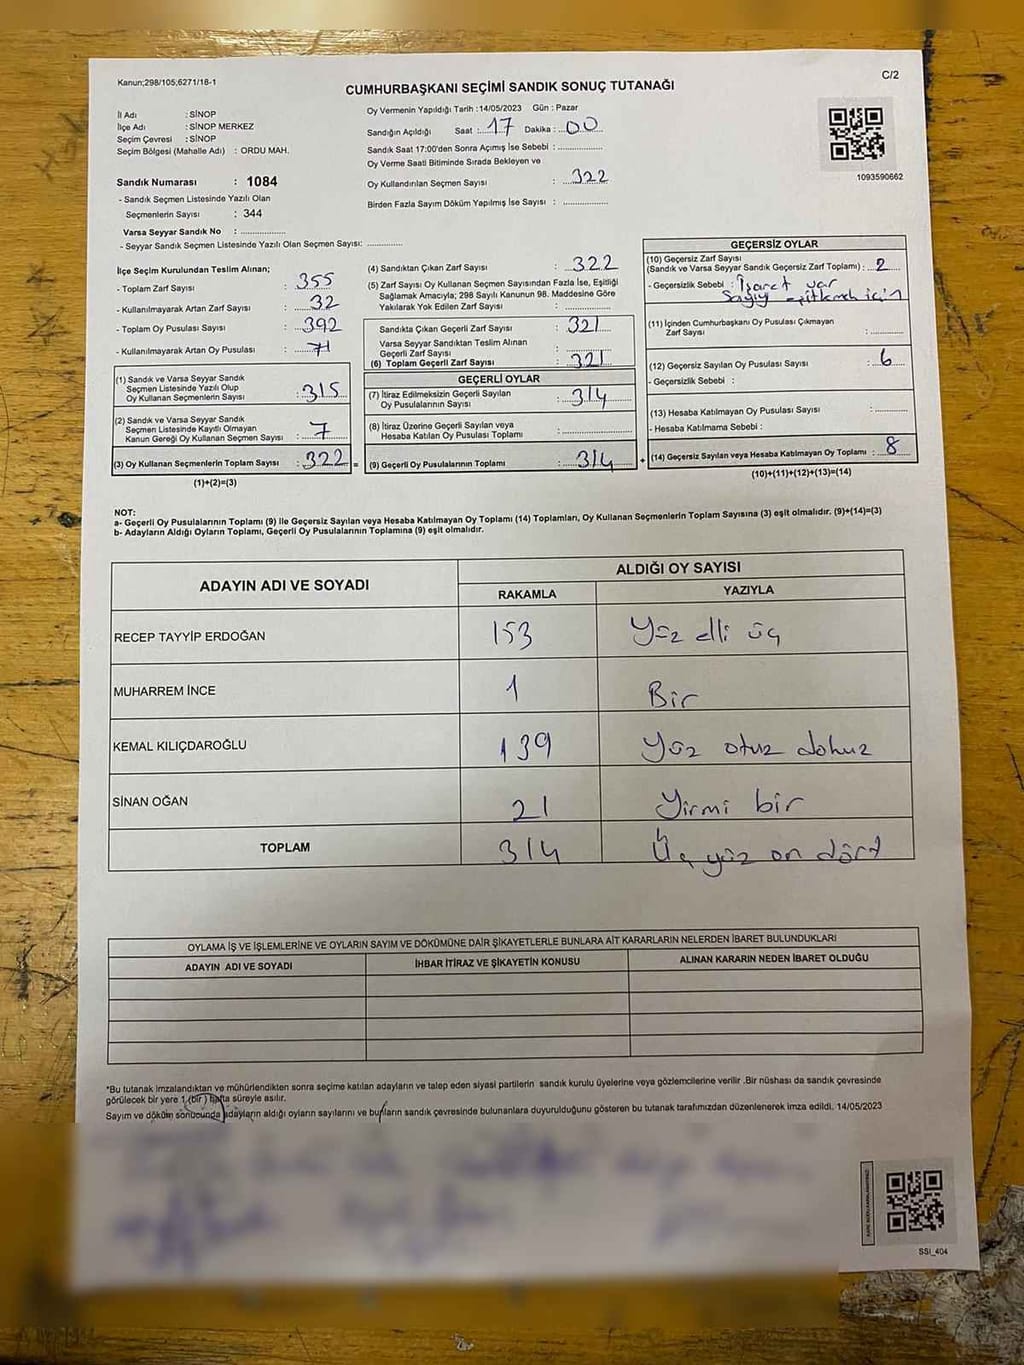 Kanun;298/105;6271/18-1
C/2
CUMHURBAŞKANI SEÇİMİ SANDIK SONUÇ TUTANAĞI
İl Adı : SİNOP
İlçe Adı : SİNOP MERKEZ
Seçim Çevresi : SİNOP
Seçim Bölgesi (Mahalle Adı) : ORDU MAH.
Sandık Numarası : 1084
- Sandık Seçmen Listesinde Yazılı Olan
Seçmenlerin Sayısı : 344
Varsa Seyyar Sandık No : ..............
- Seyyar Sandık Seçmen Listesinde Yazılı Olan Seçmen Sayısı: ............
Oy Vermenin Yapıldığı Tarih :14/05/2023 Gün : Pazar
Sandığın Açıldığı Saat : 17 Dakika : 00
Sandık Saat 17:00'den Sonra Açımış İse Sebebi : ..............
Oy Verme Saati Bitiminde Sırada Bekleyen ve
Oy Kullandırılan Seçmen Sayısı : 322
Birden Fazla Sayım Döküm Yapılmış İse Sayısı : ..............
1093590662
İlçe Seçim Kurulundan Teslim Alınan;
- Toplam Zarf Sayısı : 355
- Kullanılmayarak Artan Zarf Sayısı : 32
- Toplam Oy Pusulası Sayısı : 392
- Kullanılmayarak Artan Oy Pusulası : 71
(1) Sandık ve Varsa Seyyar Sandık
Seçmen Listesinde Yazılı Olup
Oy Kullanan Seçmenlerin Sayısı : 315
(2) Sandık ve Varsa Seyyar Sandık
Seçmen Listesinde Kayıtlı Olmayan
Kanun Gereği Oy Kullanan Seçmen Sayısı : 7
(3) Oy Kullanan Seçmenlerin Toplam Sayısı : 322 =
(1)+(2)=(3)
(4) Sandıktan Çıkan Zarf Sayısı : 322
(5) Zarf Sayısı Oy Kullanan Seçmen Sayısından Fazla İse, Eşitliği
Sağlamak Amacıyla; 298 Sayılı Kanunun 98. Maddesine Göre
Yakılarak Yok Edilen Zarf Sayısı : ..............
Sandıkta Çıkan Geçerli Zarf Sayısı : 321
Varsa Seyyar Sandıktan Teslim Alınan
Geçerli Zarf Sayısı : ..............
(6) Toplam Geçerli Zarf Sayısı : 321
GEÇERLİ OYLAR
(7) İtiraz Edilmeksizin Geçerli Sayılan
Oy Pusulalarının Sayısı : 314
(8) İtiraz Üzerine Geçerli Sayılan veya
Hesaba Katılan Oy Pusulası Toplamı : ..............
(9) Geçerli Oy Pusulalarının Toplamı : 314 +
GEÇERSİZ OYLAR
(10) Geçersiz Zarf Sayısı
(Sandık ve Varsa Seyyar Sandık Geçersiz Zarf Toplamı) : 2
- Geçersizlik Sebebi : İşaret var
Sayıyı eşitlemek için
(11) İçinden Cumhurbaşkanı Oy Pusulası Çıkmayan
Zarf Sayısı : ..............
(12) Geçersiz Sayılan Oy Pusulası Sayısı : 6
- Geçersizlik Sebebi :
(13) Hesaba Katılmayan Oy Pusulası Sayısı : ..............
- Hesaba Katılmama Sebebi :
(14) Geçersiz Sayılan veya Hesaba Katılmayan Oy Toplamı : 8
(10)+(11)+(12)+(13)=(14)
NOT:
a- Geçerli Oy Pusulalarının Toplamı (9) ile Geçersiz Sayılan veya Hesaba Katılmayan Oy Toplamı (14) Toplamları, Oy Kullanan Seçmenlerin Toplam Sayısına (3) eşit olmalıdır. (9)+(14)=(3)
b- Adayların Aldığı Oyların Toplamı, Geçerli Oy Pusulalarının Toplamına (9) eşit olmalıdır.
ADAYIN ADI VE SOYADI
ALDIĞI OY SAYISI
RAKAMLA YAZIYLA
RECEP TAYYİP ERDOĞAN 153 Yüz elli üç
MUHARREM İNCE 1 Bir
KEMAL KILIÇDAROĞLU 139 Yüz otuz dokuz
SİNAN OĞAN 21 Yirmi bir
TOPLAM 314 Üç yüz on dört
OYLAMA İŞ VE İŞLEMLERİNE VE OYLARIN SAYIM VE DÖKÜMÜNE DAİR ŞİKAYETLERLE BUNLARA AİT KARARLARIN NELERDEN İBARET BULUNDUKLARI
ADAYIN ADI VE SOYADI İHBAR İTİRAZ VE ŞİKAYETİN KONUSU ALINAN KARARIN NEDEN İBARET OLDUĞU
*Bu tutanak imzalandıktan ve mühürlendikten sonra seçime katılan adayların ve talep eden siyasi partilerin sandık kurulu üyelerine veya gözlemcilerine verilir .Bir nüshası da sandık çevresinde
görülecek bir yere 1 (bir) hafta süreyle asılır.
Sayım ve döküm sonucunda adayların aldığı oyların sayılarını ve bunların sandık çevresinde bulunanlara duyurulduğunu gösteren bu tutanak tarafımızdan düzenlenerek imza edildi. 14/05/2023
SSI_404